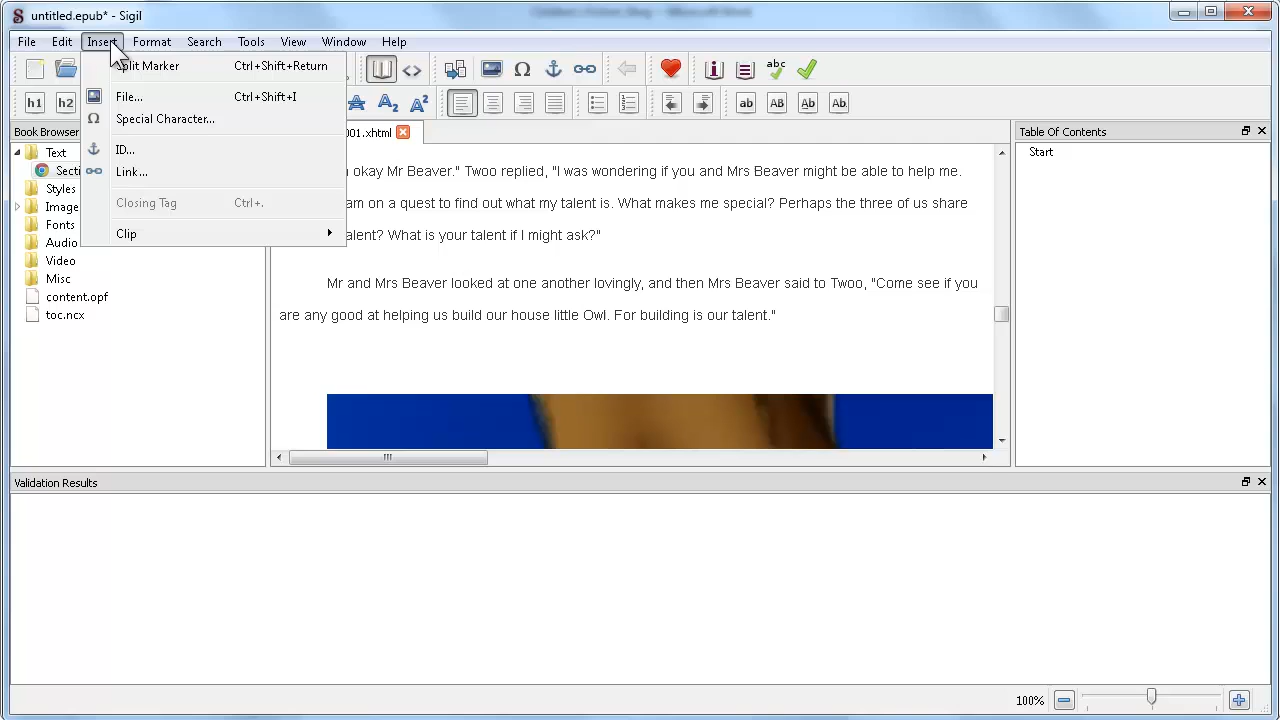 untitled.epub* - Sigil
File Edit Insert Format Search Tools View Window Help
Split Marker Ctrl+Shift+Return
File... Ctrl+Shift+I
Special Character...
ID...
Link...
Closing Tag Ctrl+.
Clip
h1 h2
abc
ab AB Ab Ab.
Book Browser
001.xhtml
Table Of Contents
Text
Start
Secti
Styles
Image
Fonts
Audio
Video
Misc
content.opf
toc.ncx
okay Mr Beaver." Twoo replied, "I was wondering if you and Mrs Beaver might be able to help me.
am on a quest to find out what my talent is. What makes me special? Perhaps the three of us share
alent? What is your talent if I might ask?"
Mr and Mrs Beaver looked at one another lovingly, and then Mrs Beaver said to Twoo, "Come see if you
are any good at helping us build our house little Owl. For building is our talent."
Validation Results
100%